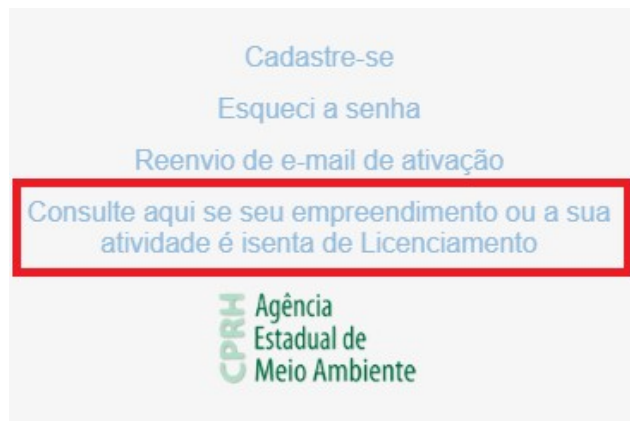 Cadastre-se
Esqueci a senha
Reenvio de e-mail de ativação
Consulte aqui se seu empreendimento ou a sua
atividade é isenta de Licenciamento
CPRH
Agência
Estadual de
Meio Ambiente